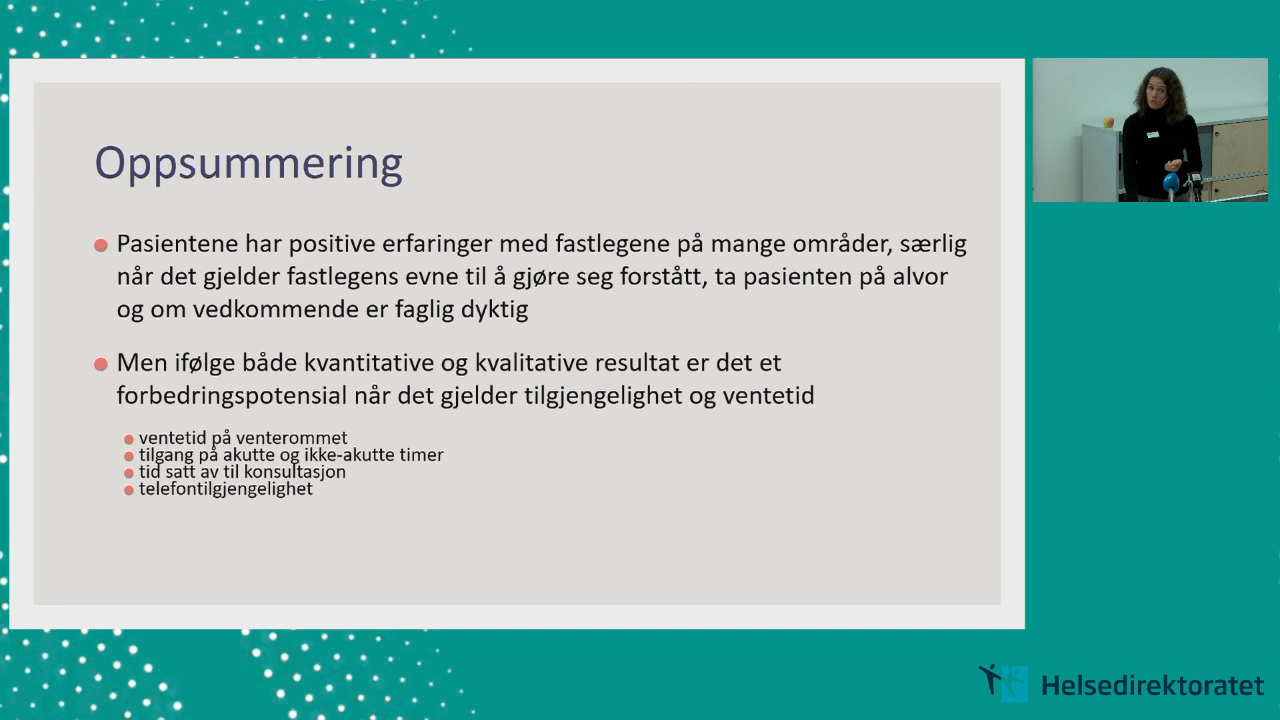 Oppsummering
Pasientene har positive erfaringer med fastlegene på mange områder, særlig
når det gjelder fastlegens evne til å gjøre seg forstått, ta pasienten på alvor
og om vedkommende er faglig dyktig
Men ifølge både kvantitative og kvalitative resultat er det et
forbedringspotensial når det gjelder tilgjengelighet og ventetid
ventetid på venterommet
tilgang på akutte og ikke-akutte timer
tid satt av til konsultasjon
telefontilgjengelighet
Helsedirektoratet